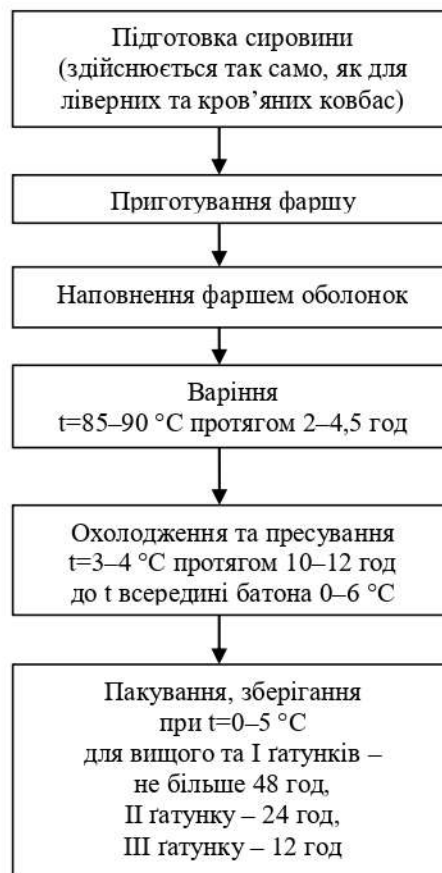 Підготовка сировини
(здійснюється так само, як для
ліверних та кров’яних ковбас)
Приготування фаршу
Наповнення фаршем оболонок
Варіння
t=85–90 °C протягом 2–4,5 год
Охолодження та пресування
t=3–4 °C протягом 10–12 год
до t всередині батона 0–6 °C
Пакування, зберігання
при t=0–5 °C
для вищого та I ґатунків –
не більше 48 год,
II ґатунку – 24 год,
III ґатунку – 12 год